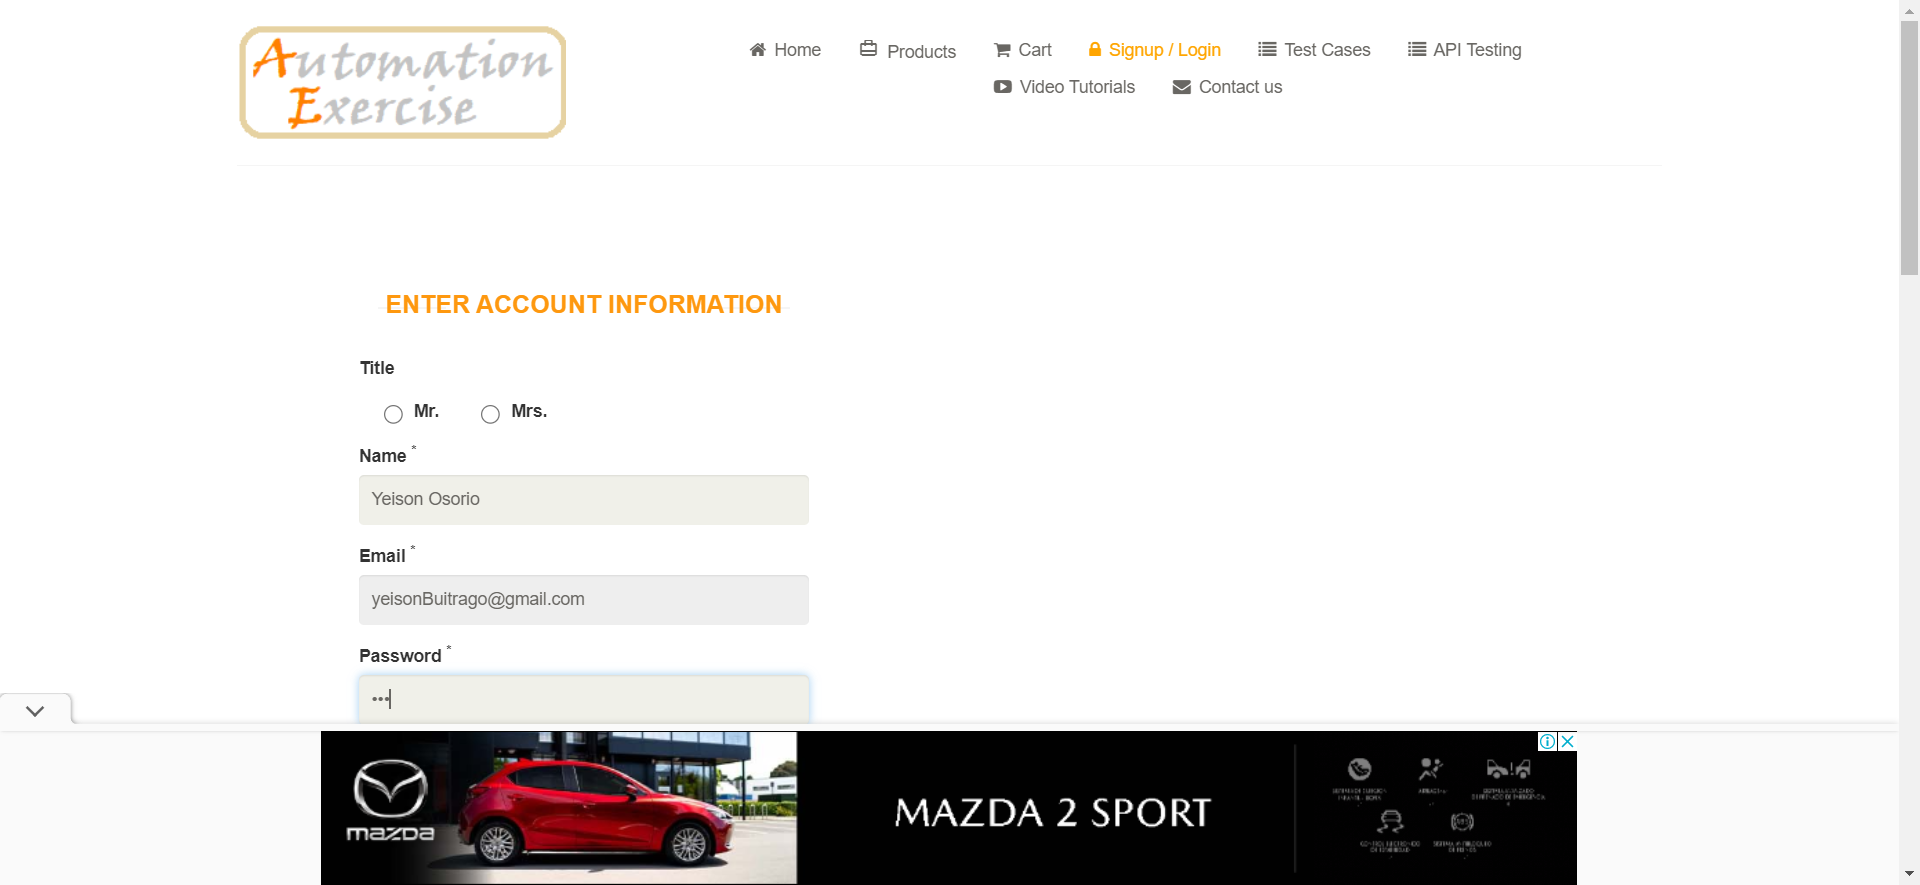 Automation
Exercise
Home
Products
Cart
Signup / Login
Test Cases
API Testing
Video Tutorials
Contact us
ENTER ACCOUNT INFORMATION
Title
Mr.
Mrs.
Name *
Yeison Osorio
Email *
yeisonBuitrago@gmail.com
Password *
•••
mazda
MAZDA 2 SPORT